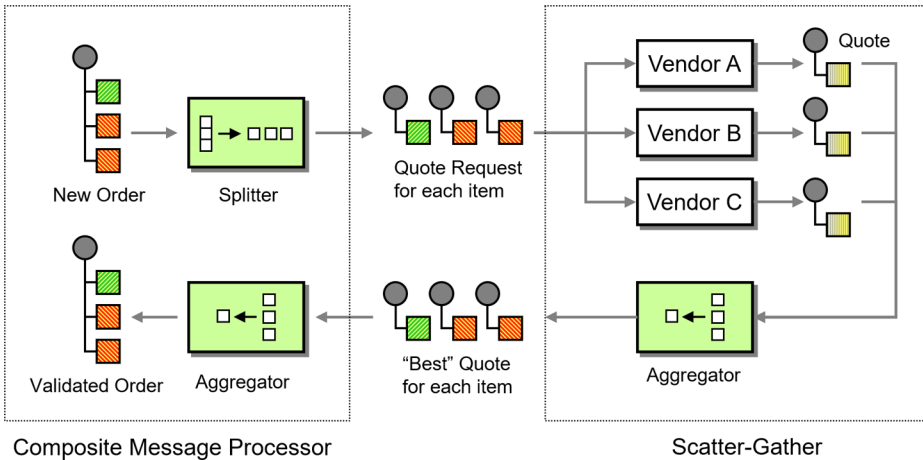 New Order
Splitter
Quote Request
for each item
Vendor A
Vendor B
Vendor C
Quote
Validated Order
Aggregator
“Best” Quote
for each item
Aggregator
Composite Message Processor
Scatter-Gather